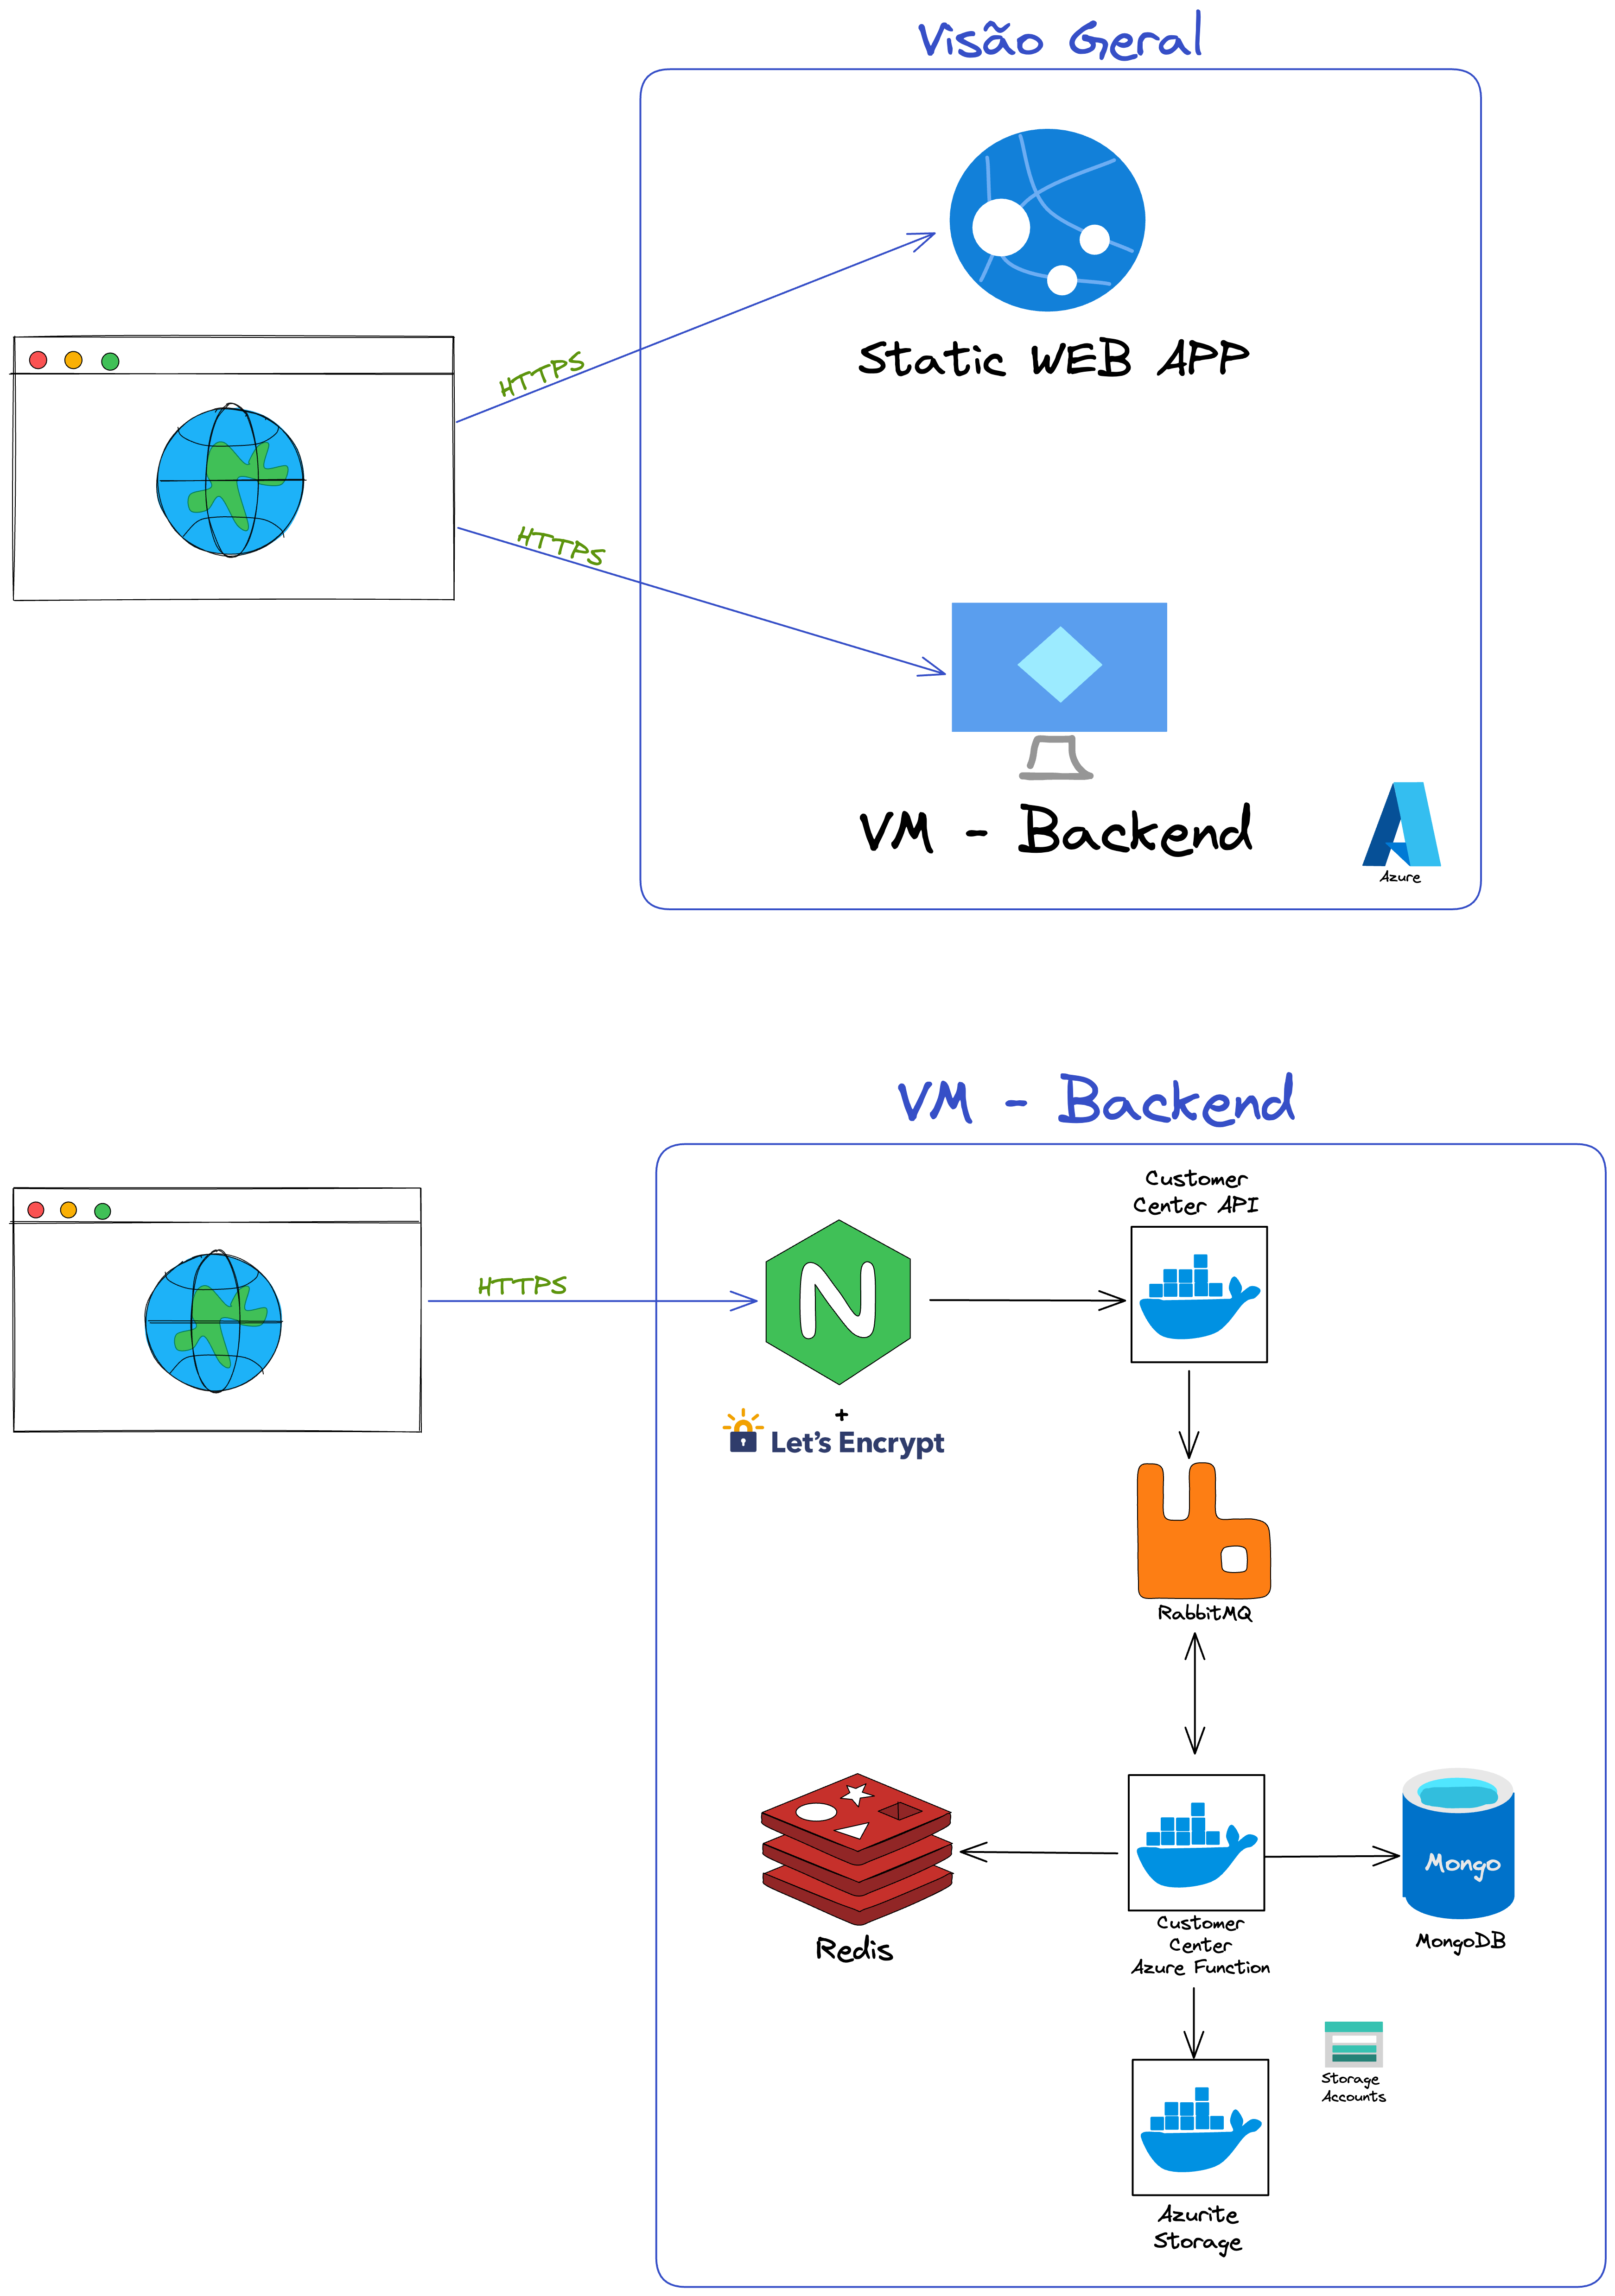 Visão Geral
Static WEB APP
HTTPS
HTTPS
VM - Backend
Azure
VM - Backend
Customer
Center API
HTTPS
N
+
Let's Encrypt
RabbitMQ
Mongo
Redis
Customer
Center
Azure Function
MongoDB
Storage
Accounts
Azurite
Storage